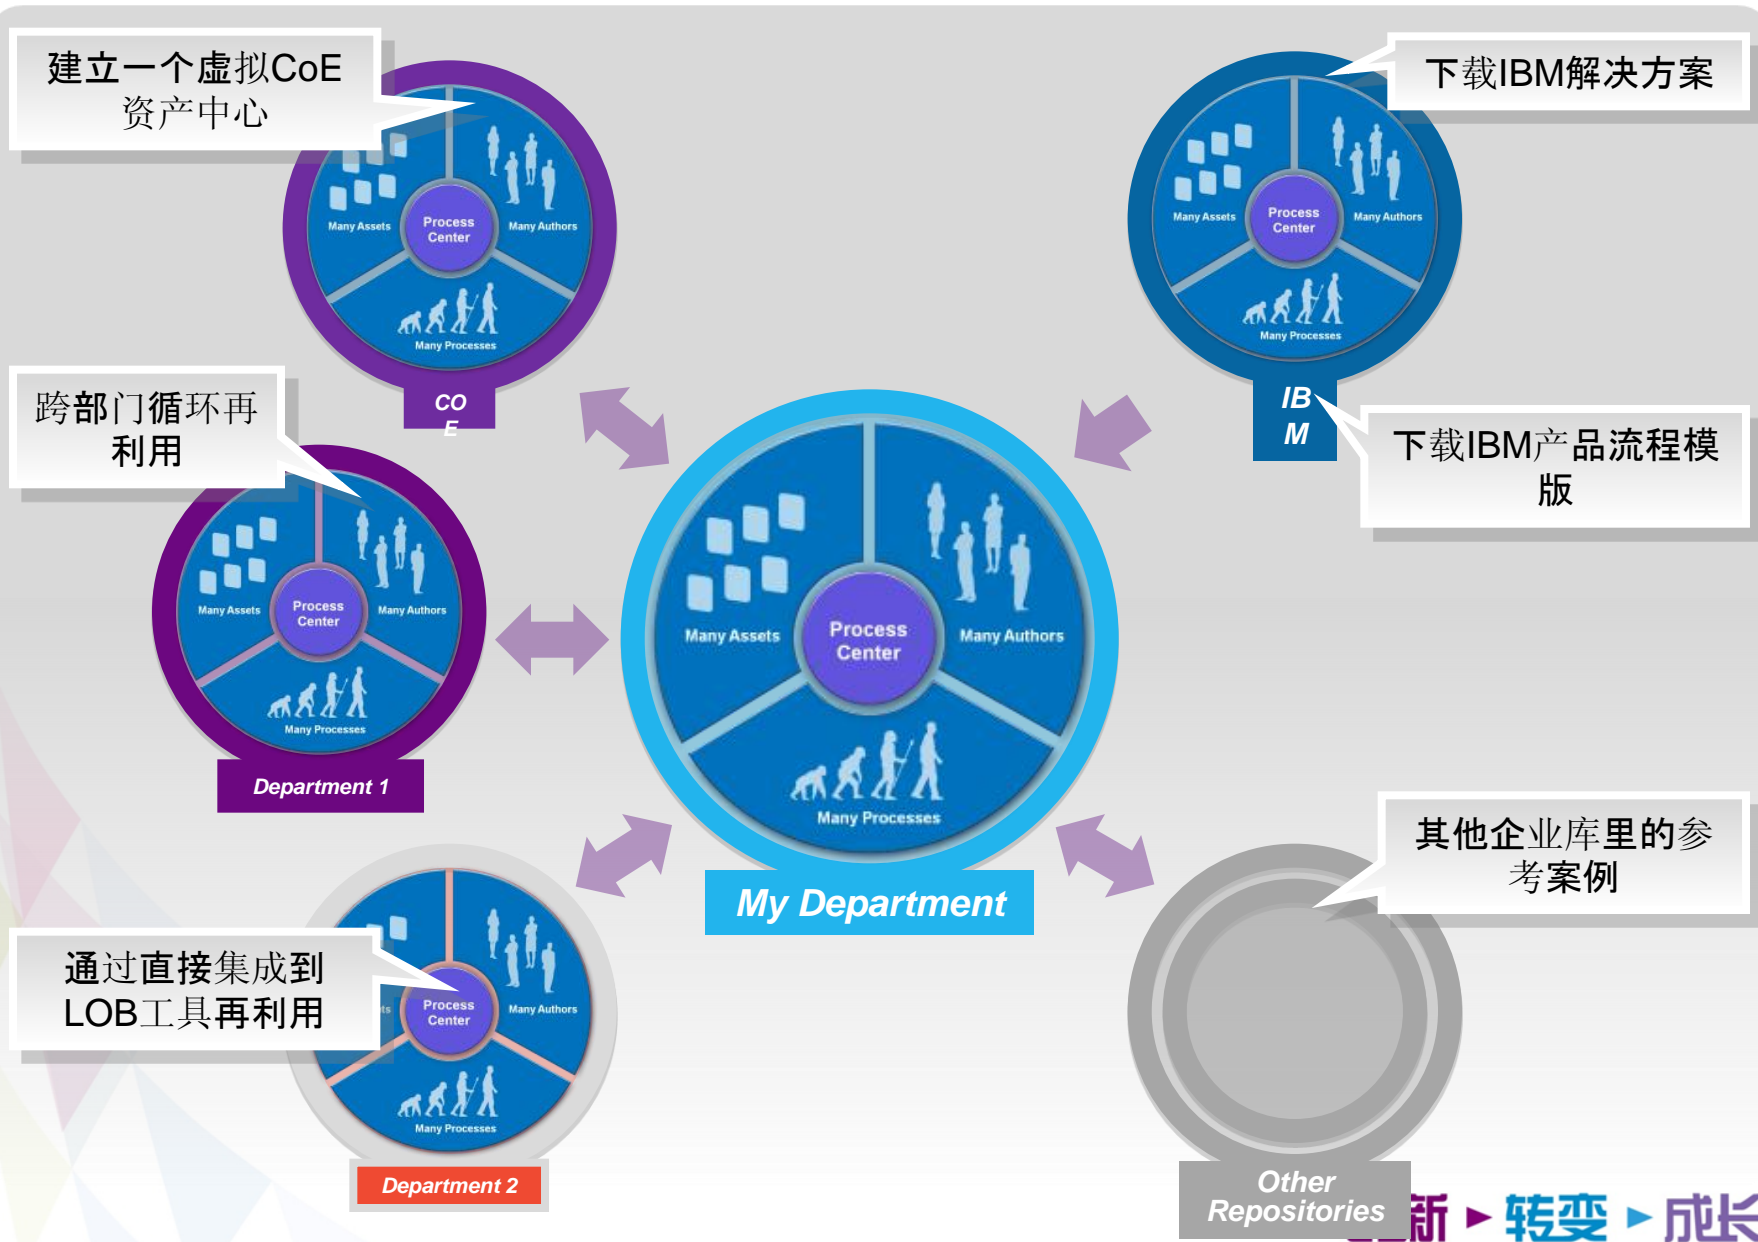 建立一个虚拟CoE
资产中心
Many Assets
Process
Center
Many Authors
Many Processes
CO
E
下载IBM解决方案
Many Assets
Process
Center
Many Authors
Many Processes
IB
M
下载IBM产品流程模
版
跨部门循环再
利用
Many Assets
Process
Center
Many Authors
Many Processes
Department 1
Many Assets
Process
Center
Many Authors
Many Processes
My Department
其他企业库里的参
考案例
通过直接集成到
LOB工具再利用
Process
Center
Many Authors
Many Processes
Department 2
Other
Repositories
新 ▶ 转变 ▶ 成长